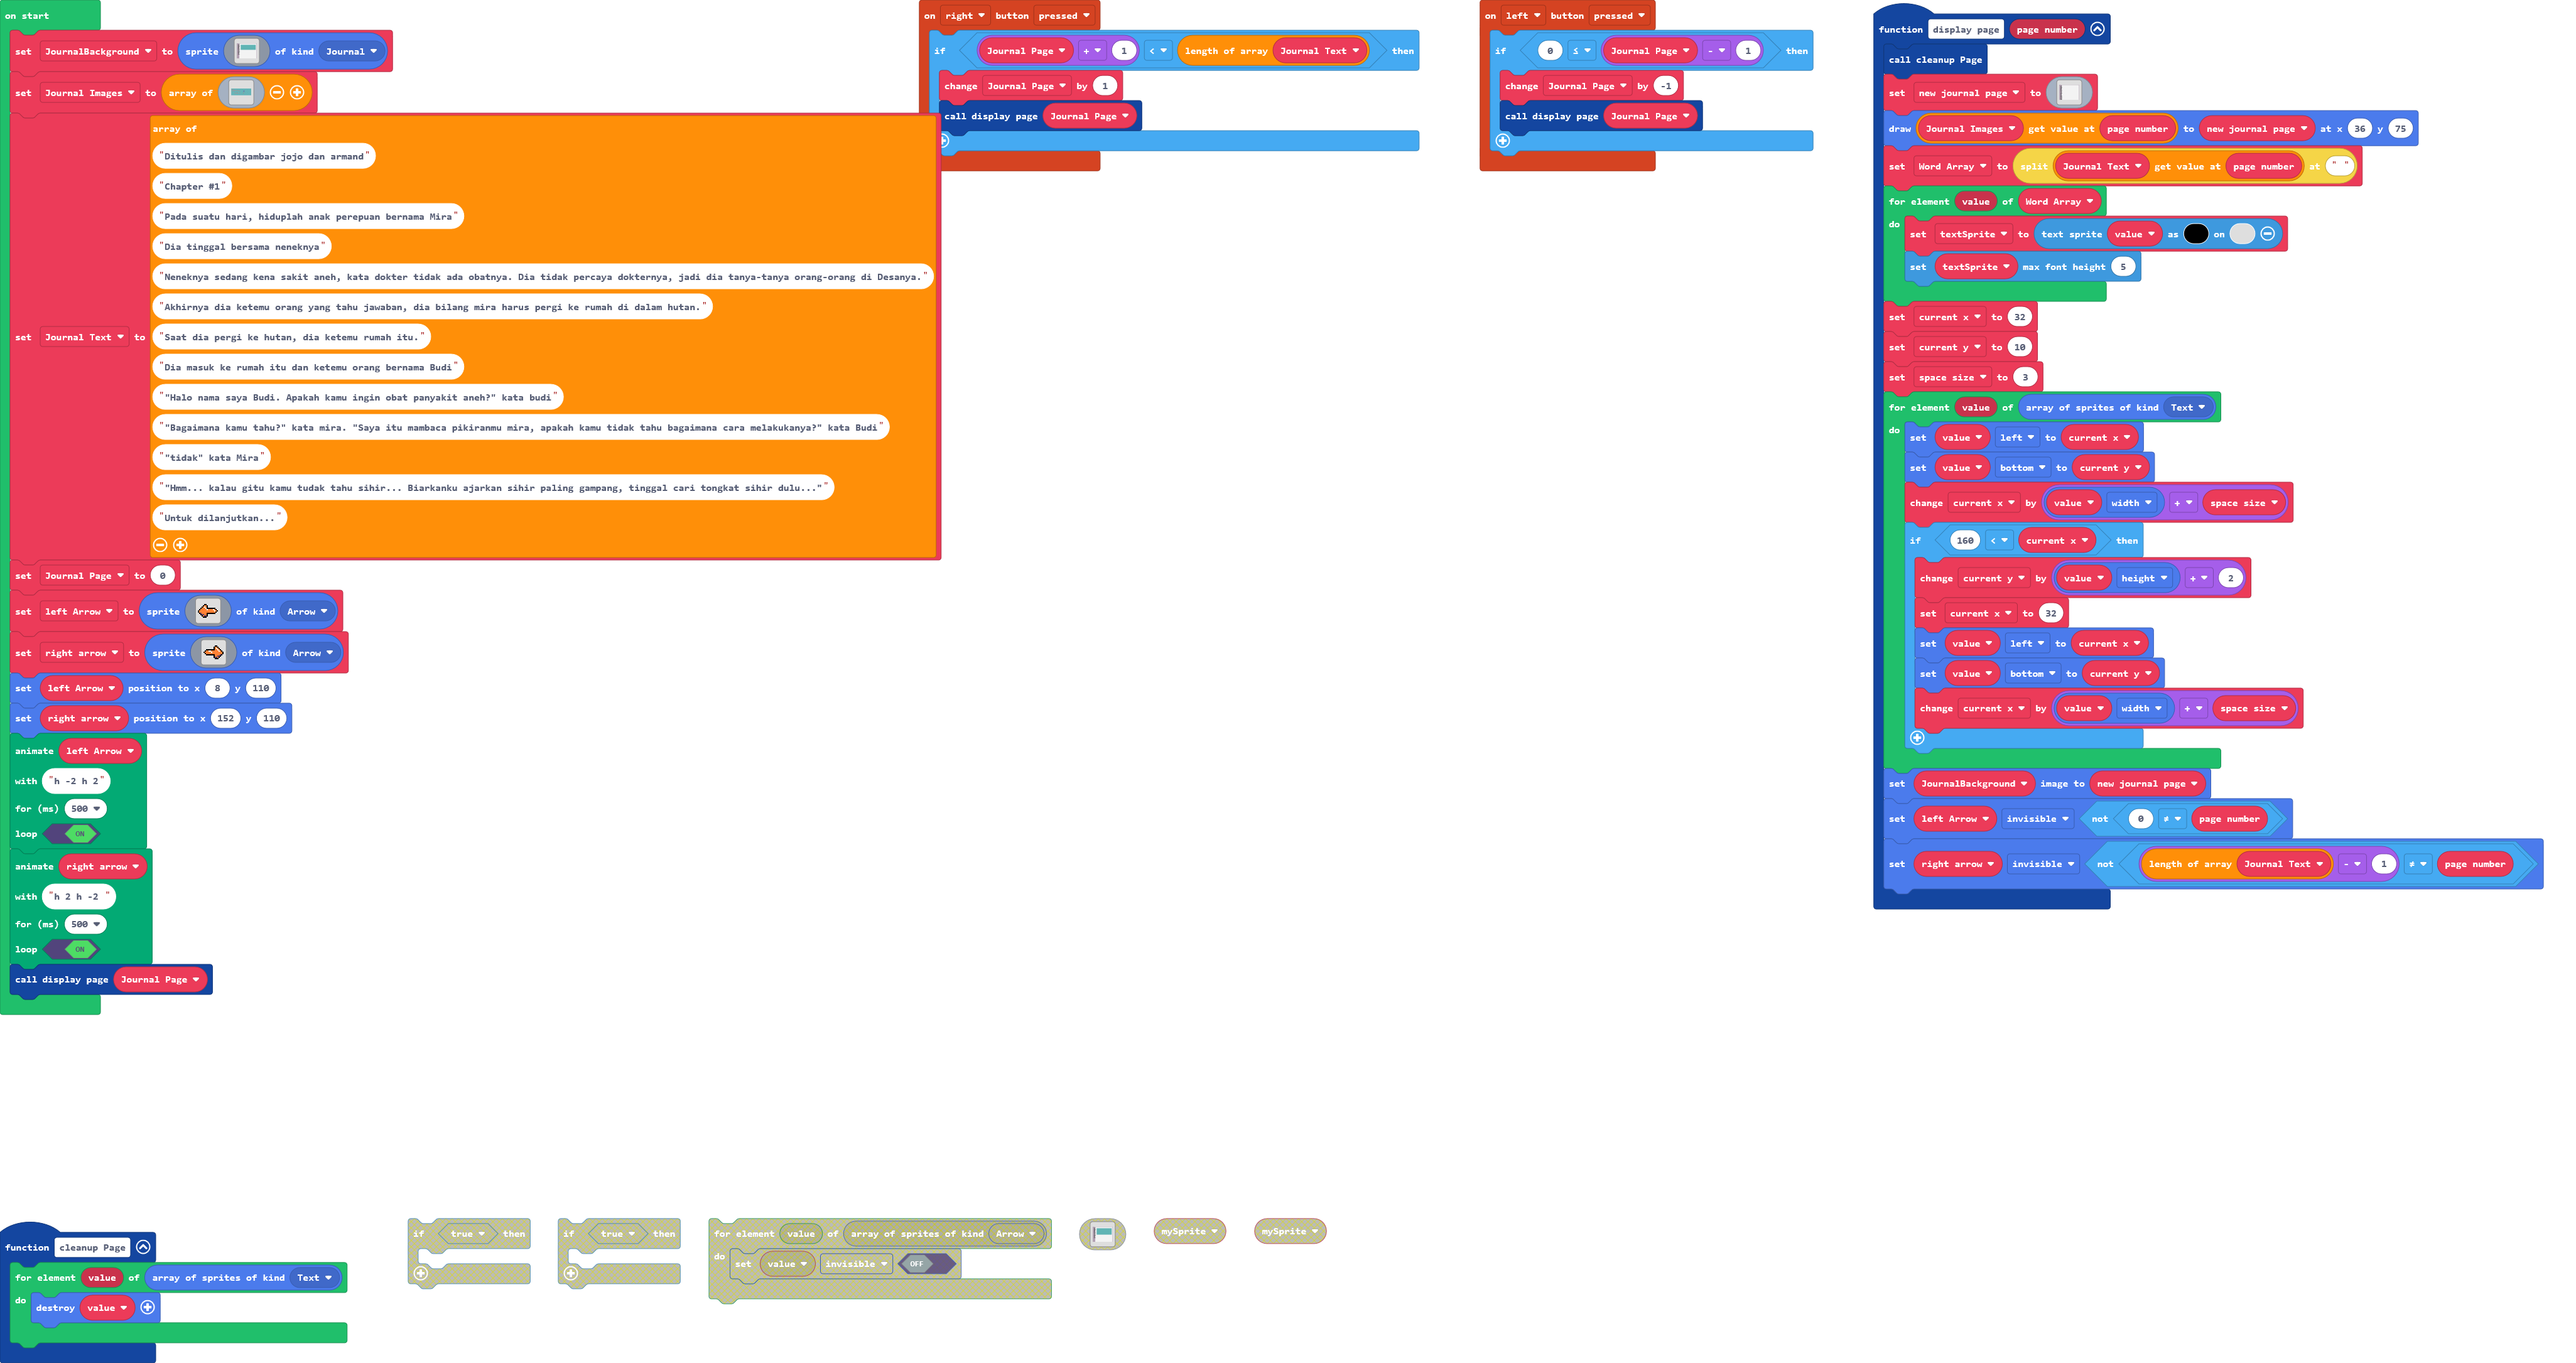 on start
set JournalBackground to sprite of kind Journal
set Journal Images to array of
set Journal Text to
array of
"Ditulis dan digambar jojo dan armand"
"Chapter #1"
"Pada suatu hari, hiduplah anak perepuan bernama Mira"
"Dia tinggal bersama neneknya"
"Neneknya sedang kena sakit aneh, kata dokter tidak ada obatnya. Dia tidak percaya dokternya, jadi dia tanya-tanya orang-orang di Desanya."
"Akhirnya dia ketemu orang yang tahu jawaban, dia bilang mira harus pergi ke rumah di dalam hutan."
"Saat dia pergi ke hutan, dia ketemu rumah itu."
"Dia masuk ke rumah itu dan ketemu orang bernama Budi"
""Halo nama saya Budi. Apakah kamu ingin obat panyakit aneh?" kata budi"
""Bagaimana kamu tahu?" kata mira. "Saya itu mambaca pikiranmu mira, apakah kamu tidak tahu bagaimana cara melakukanya?" kata Budi"
""tidak" kata Mira"
""Hmm... kalau gitu kamu tudak tahu sihir... Biarkanku ajarkan sihir paling gampang, tinggal cari tongkat sihir dulu...""
"Untuk dilanjutkan..."
set Journal Page to 0
set left Arrow to sprite of kind Arrow
set right arrow to sprite of kind Arrow
set left Arrow position to x 8 y 110
set right arrow position to x 152 y 110
animate left Arrow
with "h -2 h 2"
for (ms) 500
loop ON
animate right arrow
with "h 2 h -2 "
for (ms) 500
loop ON
call display page Journal Page
on right button pressed
if Journal Page + 1 < length of array Journal Text then
change Journal Page by 1
call display page Journal Page
on left button pressed
if 0 ≤ Journal Page - 1 then
change Journal Page by -1
call display page Journal Page
function display page page number
call cleanup Page
set new journal page to
draw Journal Images get value at page number to new journal page at x 36 y 75
set Word Array to split Journal Text get value at page number at " "
for element value of Word Array
do
set textSprite to text sprite value as on
set textSprite max font height 5
set current x to 32
set current y to 10
set space size to 3
for element value of array of sprites of kind Text
do
set value left to current x
set value bottom to current y
change current x by value width + space size
if 160 < current x then
change current y by value height + 2
set current x to 32
set value left to current x
set value bottom to current y
change current x by value width + space size
set JournalBackground image to new journal page
set left Arrow invisible not 0 ≠ page number
set right arrow invisible not length of array Journal Text - 1 ≠ page number
function cleanup Page
for element value of array of sprites of kind Text
do
destroy value
if true then
if true then
for element value of array of sprites of kind Arrow
do
set value invisible OFF
mySprite
mySprite